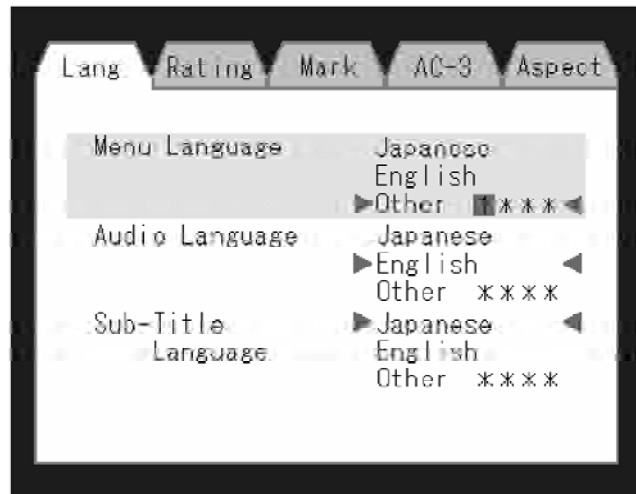 Lang Rating Mark AC-3 Aspect
Menu Language Japanese
English
▶Other ****◀
Audio Language Japanese
▶English ◀
Other ****
Sub-Title ▶Japanese ◀
Language English
Other ****